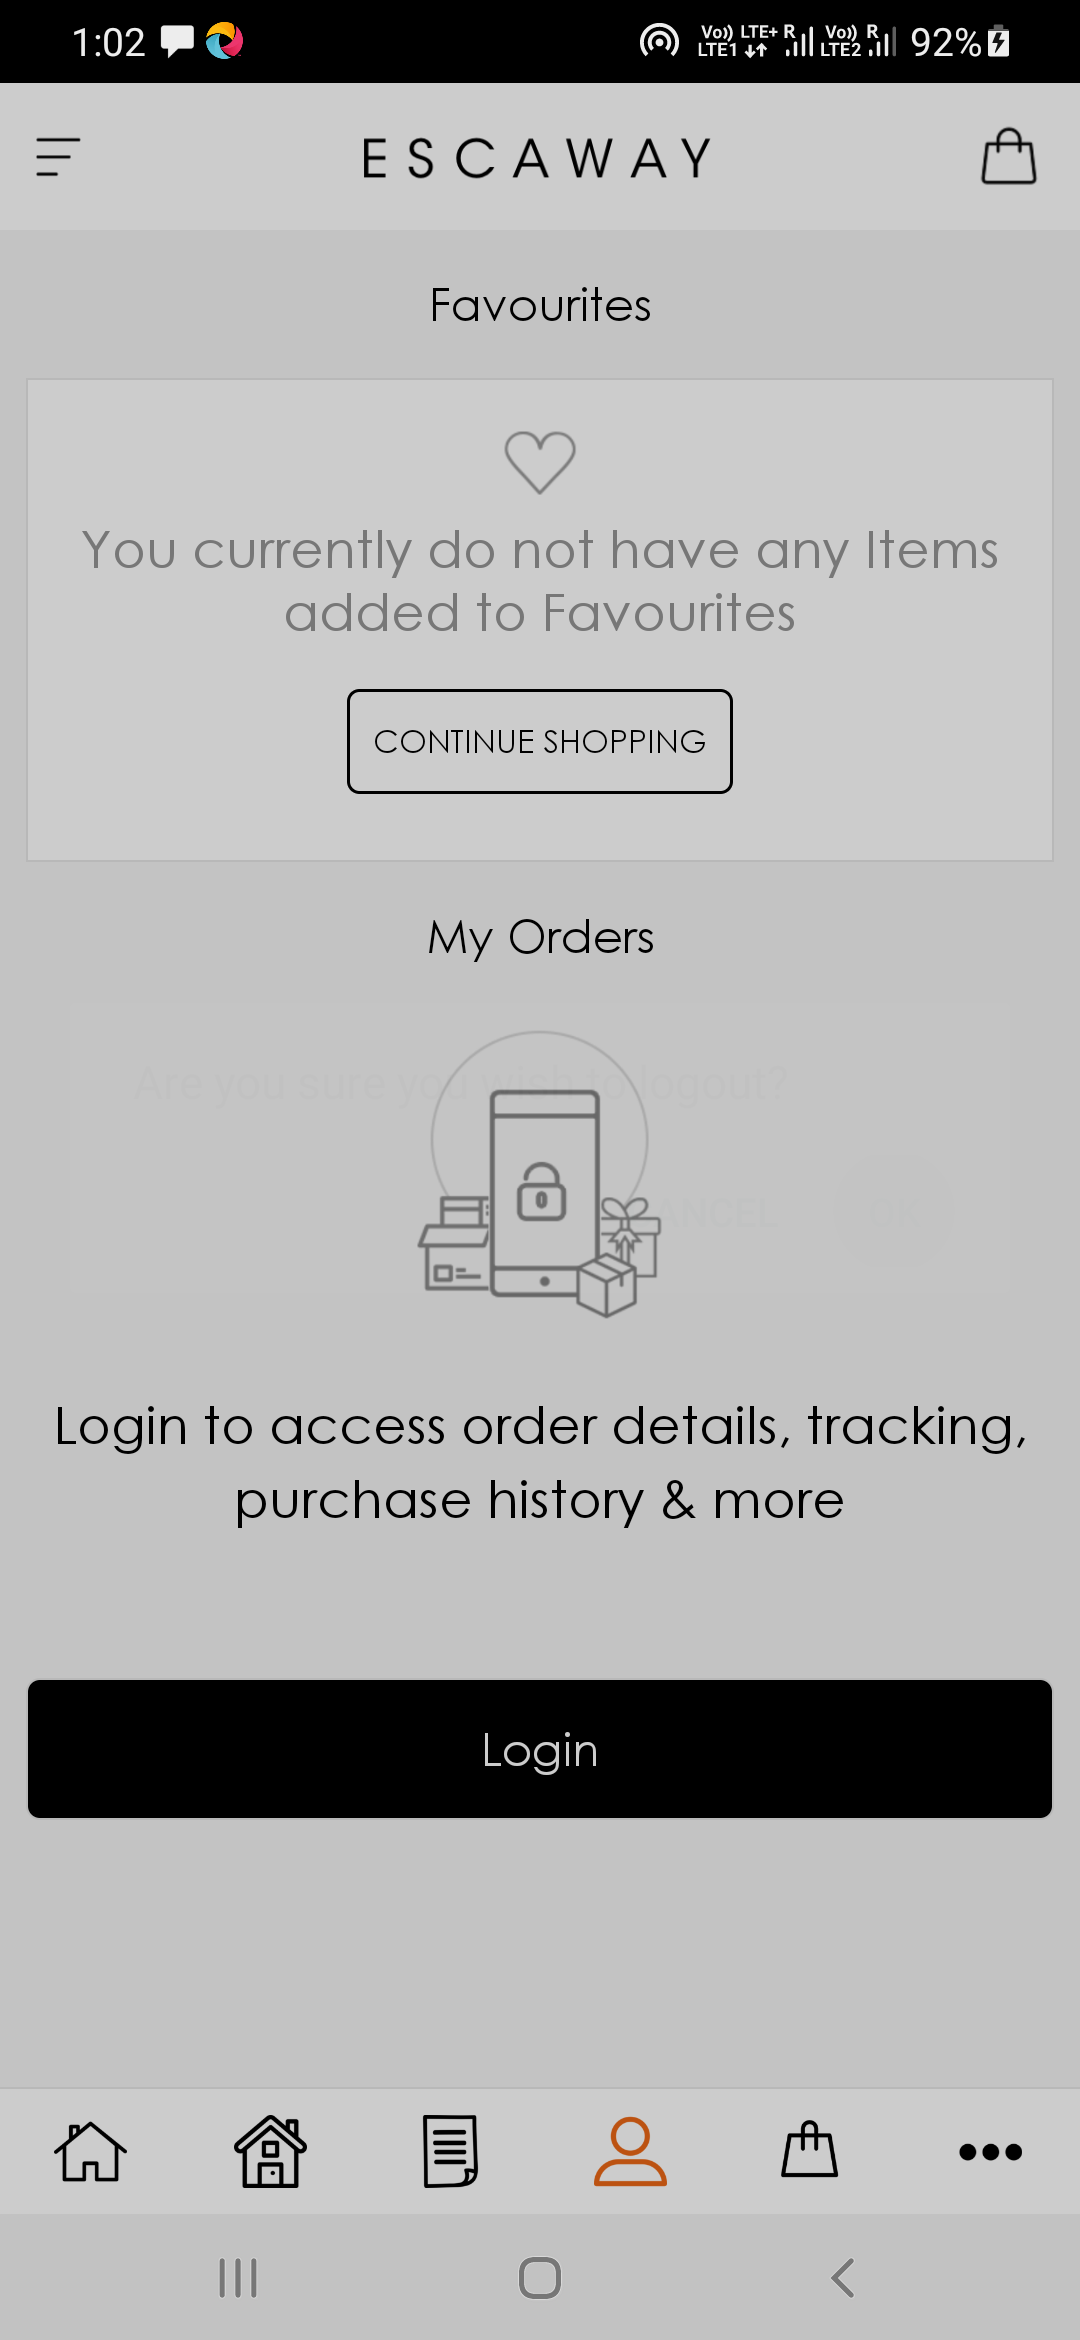 1:02
Vo)) LTE+ R Vo)) R 92%
LTE1 LTE2
ESCAWAY
Favourites
You currently do not have any Items
added to Favourites
CONTINUE SHOPPING
My Orders
Are you sure you wish to logout?
Login to access order details, tracking,
purchase history & more
Login